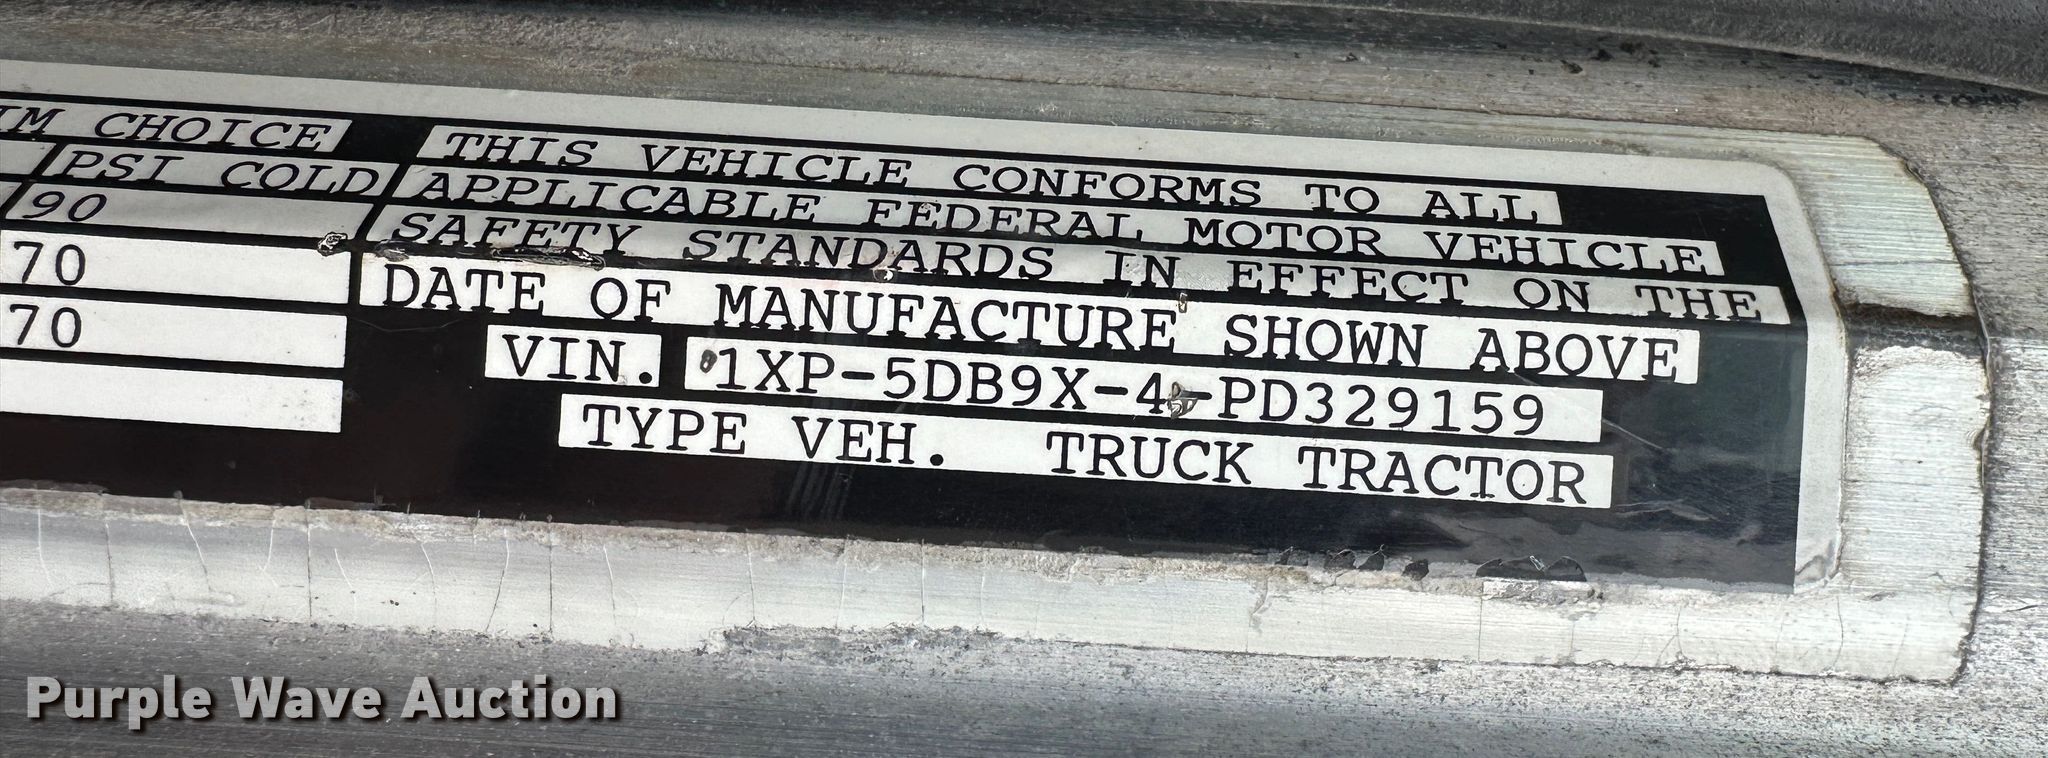 IM CHOICE
PSI COLD
90
70
70
THIS VEHICLE CONFORMS TO ALL
APPLICABLE FEDERAL MOTOR VEHICLE
SAFETY STANDARDS IN EFFECT ON THE
DATE OF MANUFACTURE SHOWN ABOVE
VIN. 1XP-5DB9X-4-PD329159
TYPE VEH. TRUCK TRACTOR
Purple Wave Auction